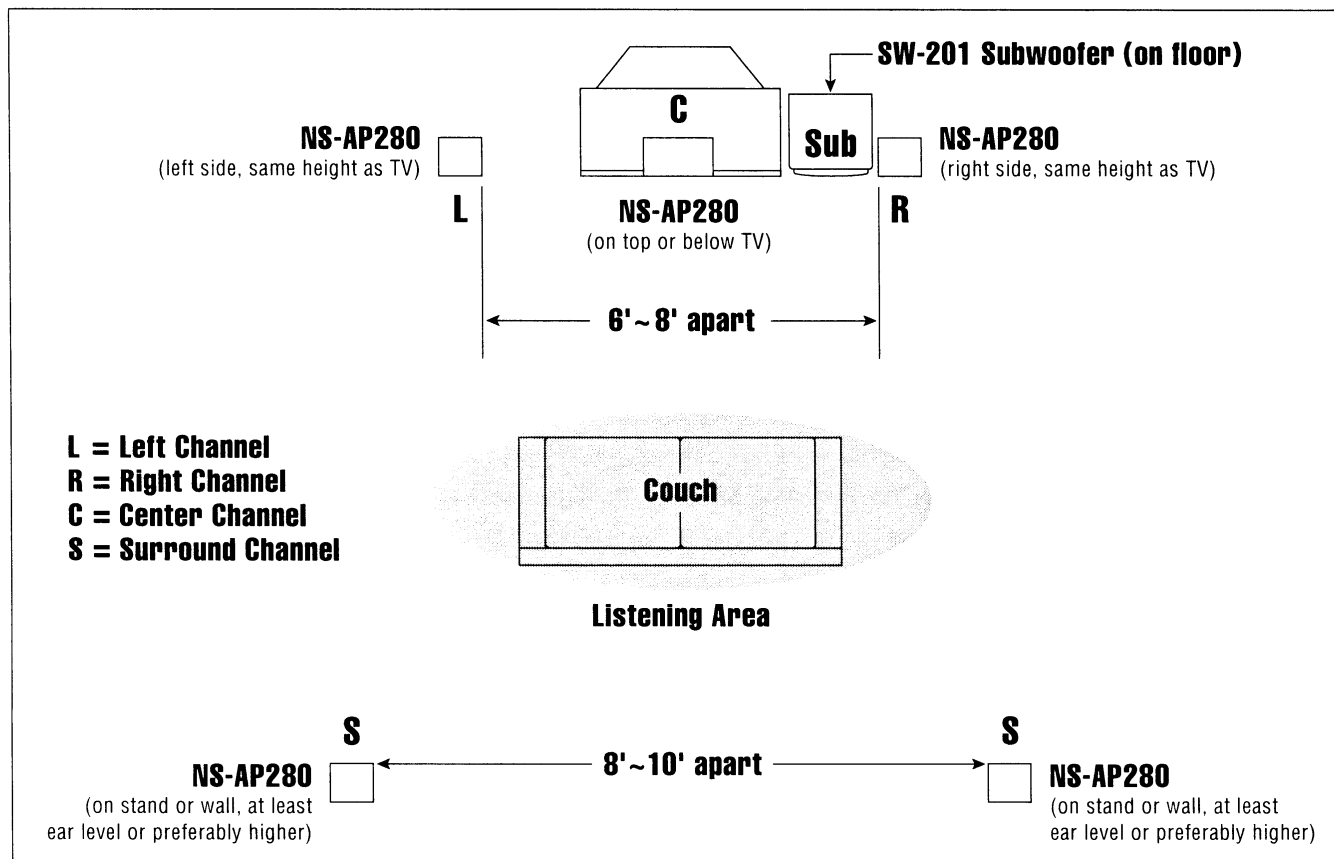 SW-201 Subwoofer (on floor)
C
NS-AP280
(left side, same height as TV)
L
Sub
NS-AP280
(right side, same height as TV)
R
NS-AP280
(on top or below TV)
6'~8' apart
L = Left Channel
R = Right Channel
C = Center Channel
S = Surround Channel
Couch
Listening Area
S
NS-AP280
(on stand or wall, at least
ear level or preferably higher)
8'~10' apart
S
NS-AP280
(on stand or wall, at least
ear level or preferably higher)